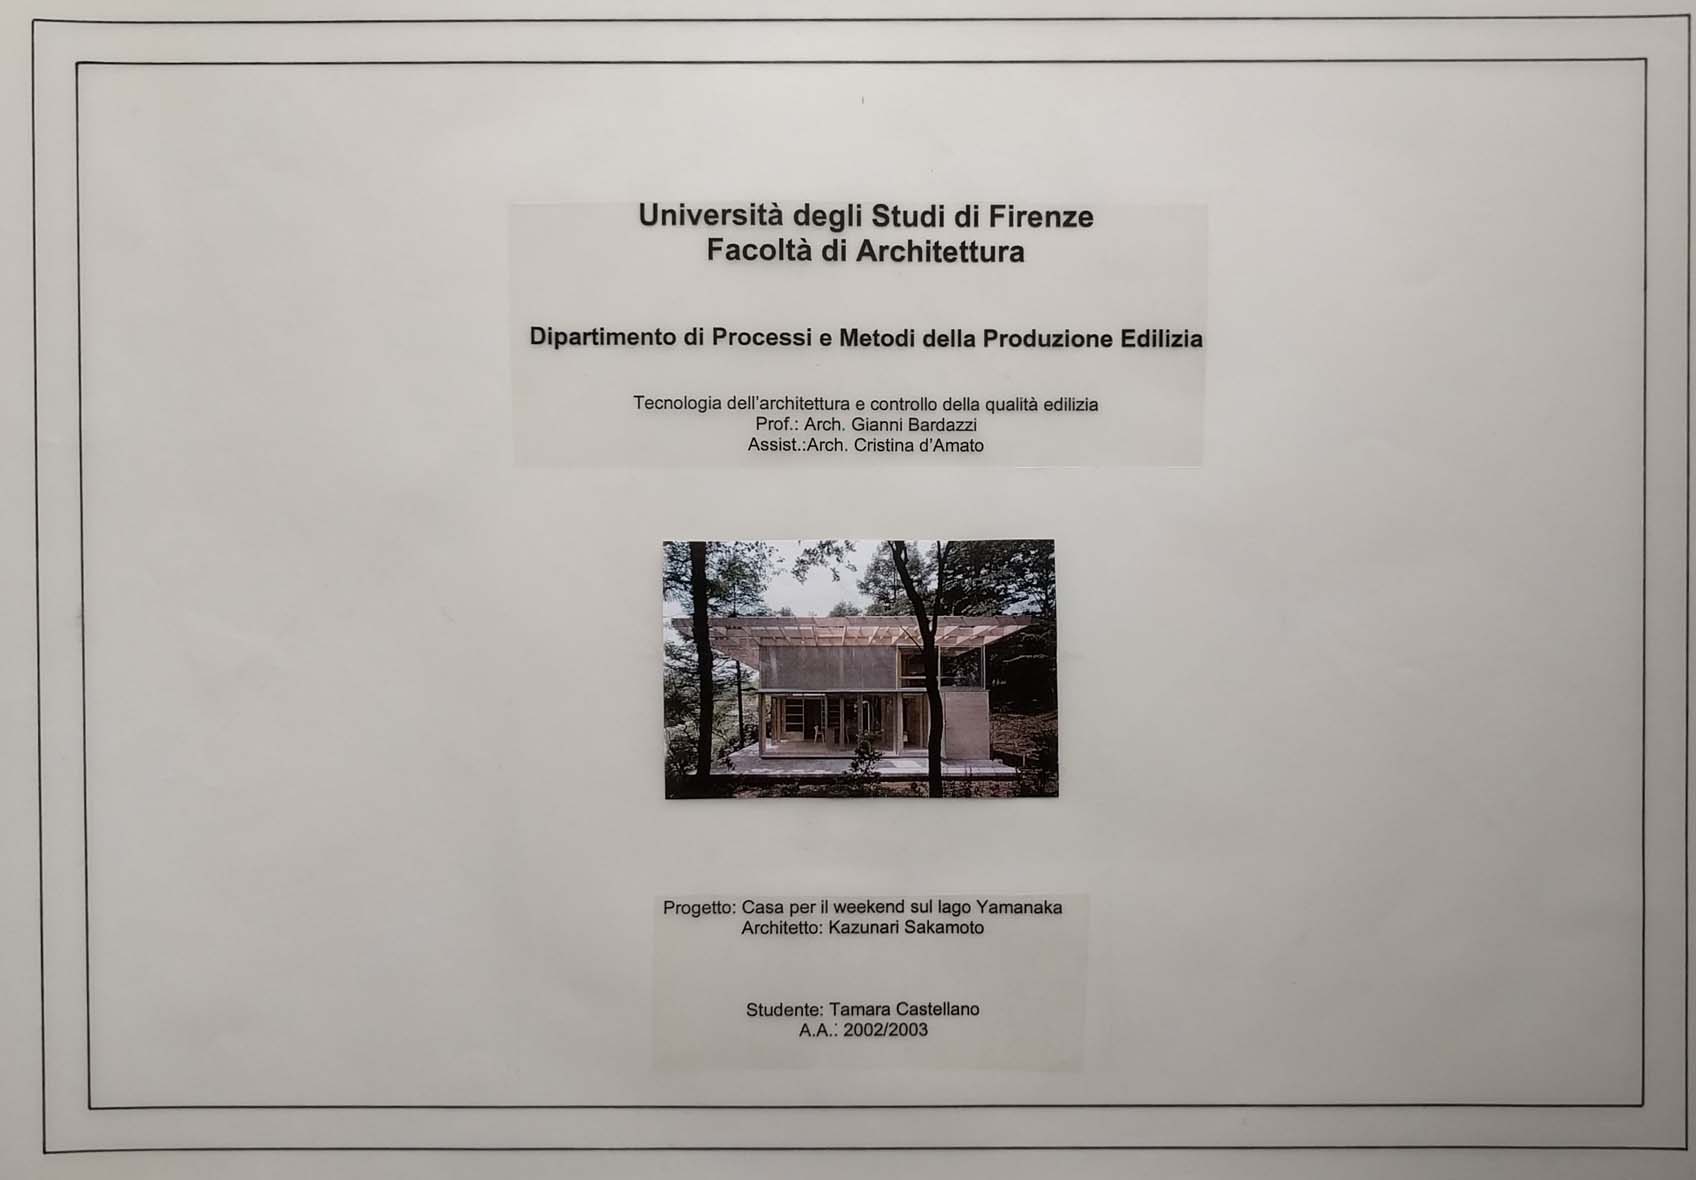 Università degli Studi di Firenze
Facoltà di Architettura
Dipartimento di Processi e Metodi della Produzione Edilizia
Tecnologia dell'architettura e controllo della qualità edilizia
Prof.: Arch. Gianni Bardazzi
Assist.:Arch. Cristina d'Amato
Progetto: Casa per il weekend sul lago Yamanaka
Architetto: Kazunari Sakamoto
Studente: Tamara Castellano
A.A.: 2002/2003